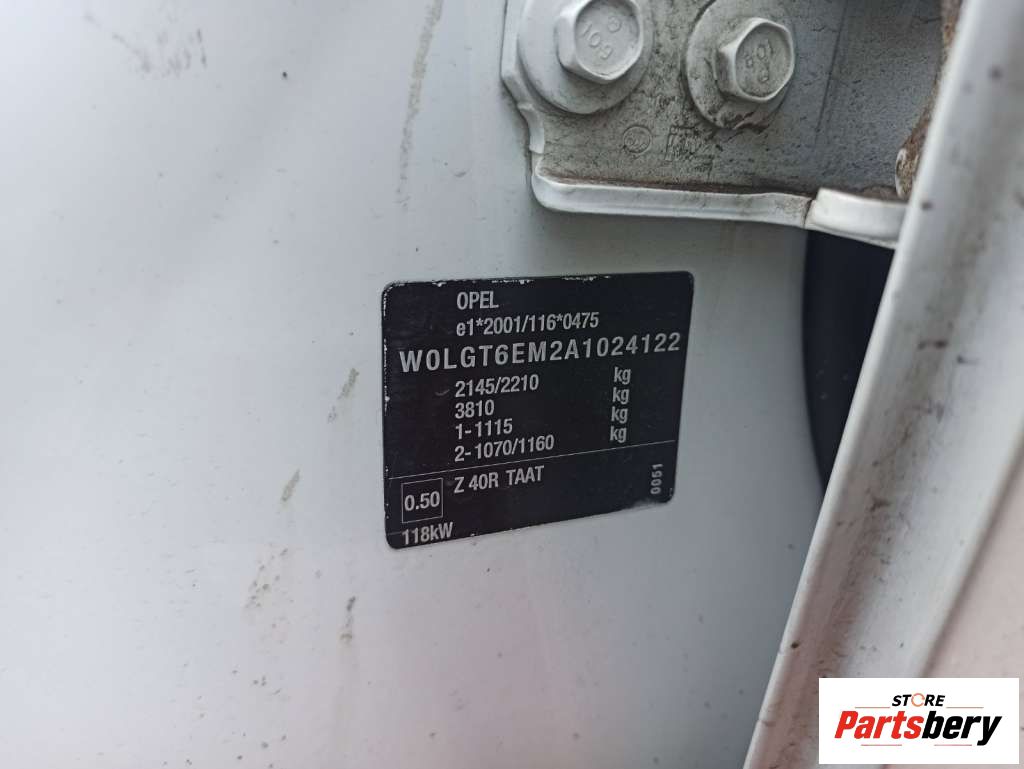 OPEL
e1*2001/116*0475
W0LGT6EM2A1024122
2145/2210 kg
3810 kg
1-1115 kg
2-1070/1160 kg
0.50 Z 40R TAAT 0051
118kW
STORE
Partsbery